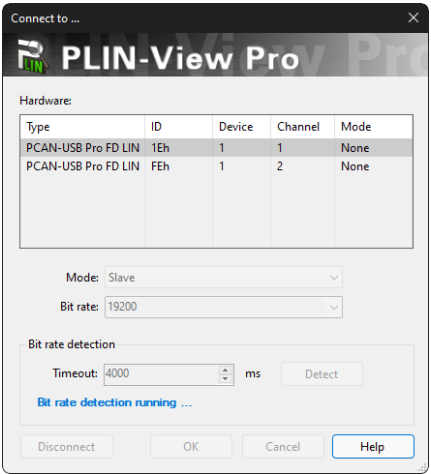 Connect to ...
PLIN-View Pro
Hardware:
Type ID Device Channel Mode
PCAN-USB Pro FD LIN 1Eh 1 1 None
PCAN-USB Pro FD LIN FEh 1 2 None
Mode: Slave
Bit rate: 19200
Bit rate detection
Timeout: 4000 ms Detect
Bit rate detection running ...
Disconnect OK Cancel Help